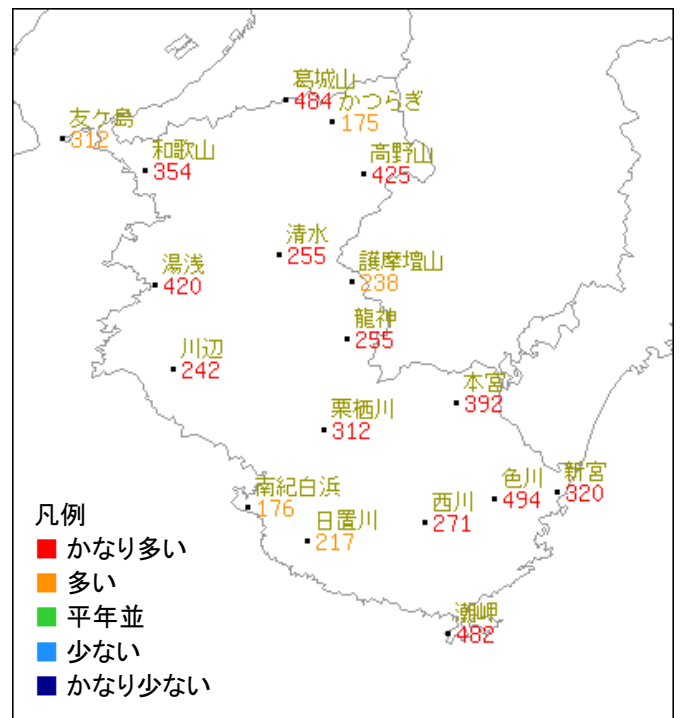 葛城山
484
かつらぎ
175
友ケ島
312
和歌山
354
高野山
425
清水
255
護摩壇山
238
湯浅
420
龍神
255
川辺
242
本宮
392
栗栖川
312
南紀白浜
176
日置川
217
西川
271
色川
494
新宮
320
潮岬
482
凡例
かなり多い
多い
平年並
少ない
かなり少ない